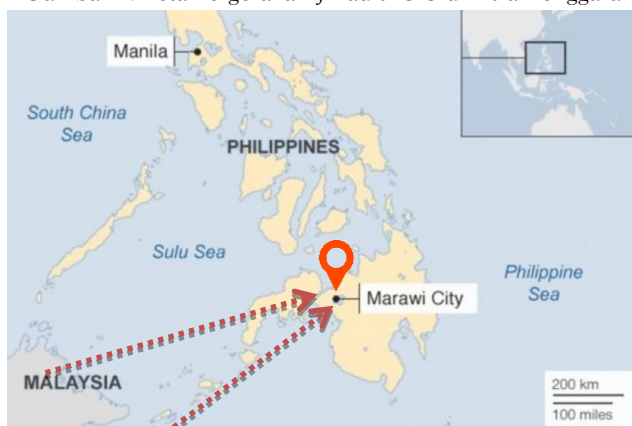 Manila
South China
Sea
PHILIPPINES
Sulu Sea
Philippine
Sea
Marawi City
MALAYSIA
200 km
100 miles